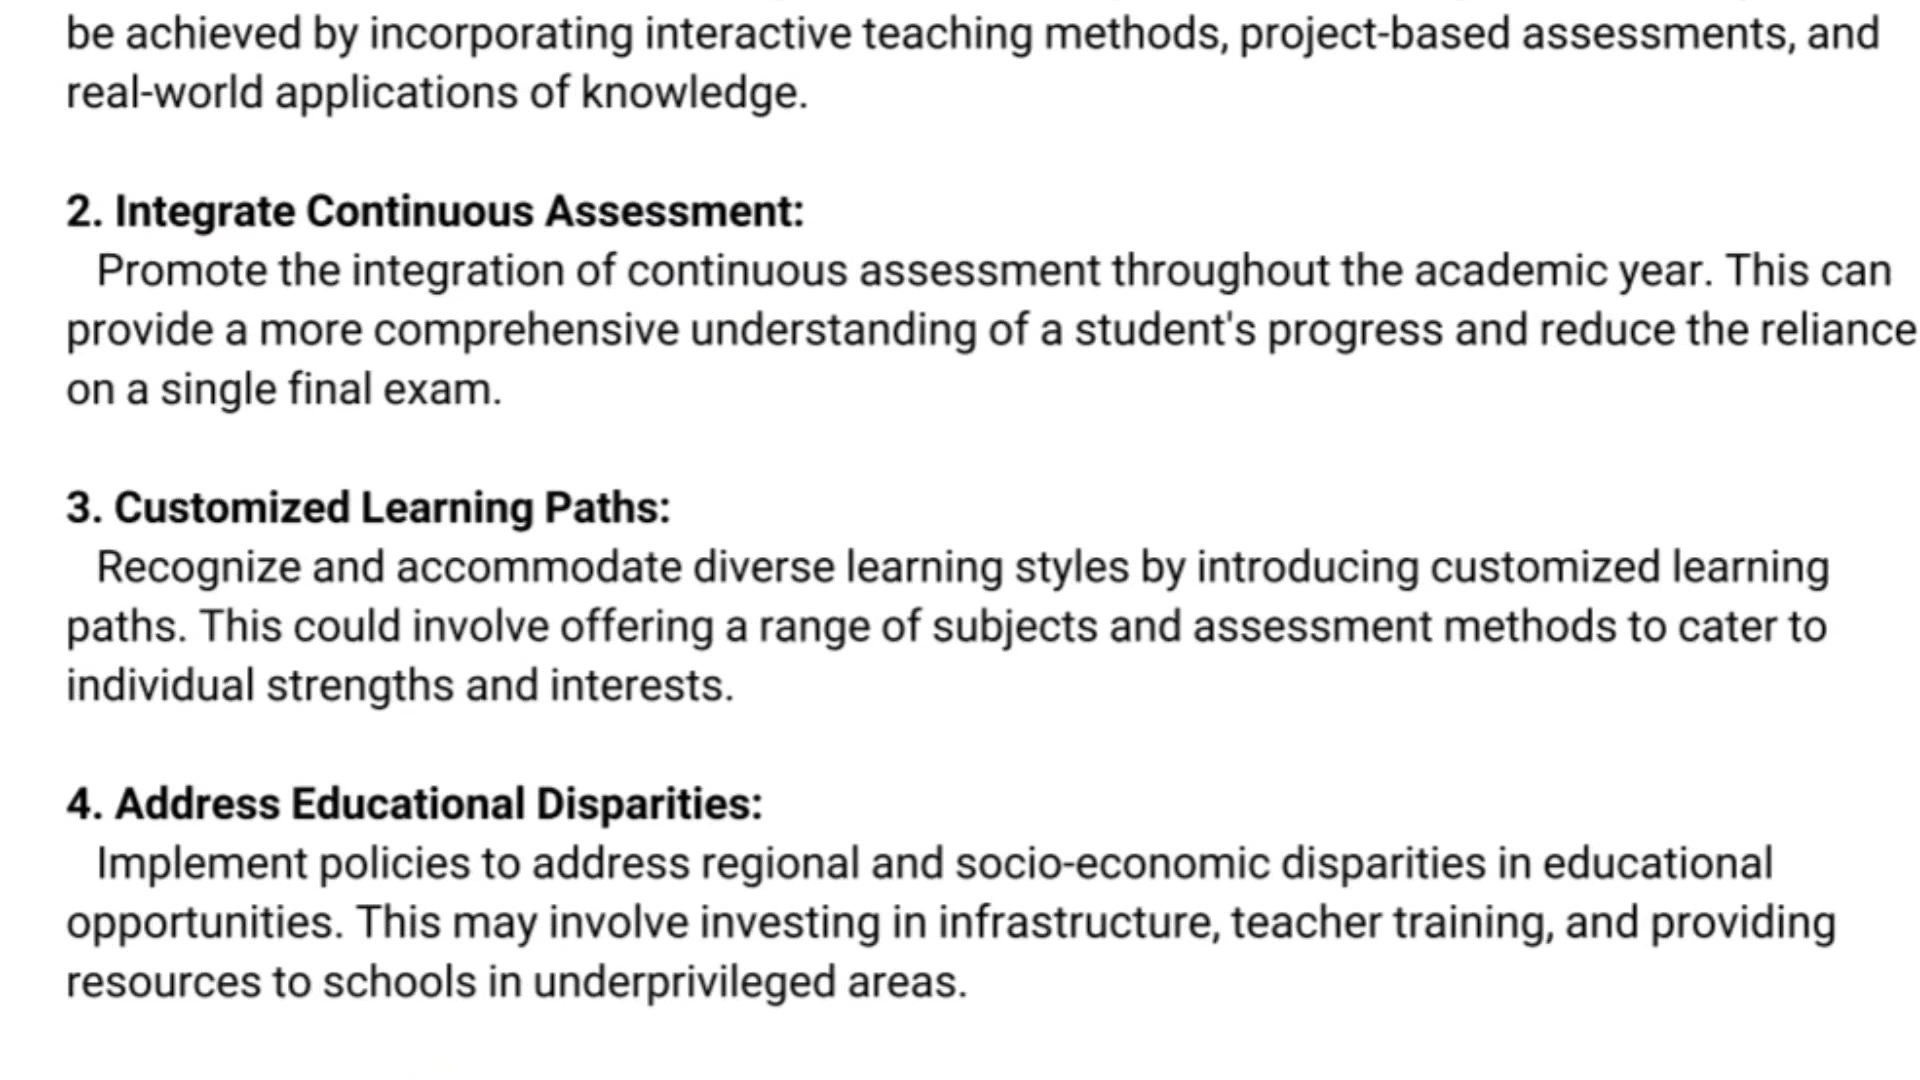 be achieved by incorporating interactive teaching methods, project-based assessments, and
real-world applications of knowledge.
2. Integrate Continuous Assessment:
Promote the integration of continuous assessment throughout the academic year. This can
provide a more comprehensive understanding of a student's progress and reduce the reliance
on a single final exam.
3. Customized Learning Paths:
Recognize and accommodate diverse learning styles by introducing customized learning
paths. This could involve offering a range of subjects and assessment methods to cater to
individual strengths and interests.
4. Address Educational Disparities:
Implement policies to address regional and socio-economic disparities in educational
opportunities. This may involve investing in infrastructure, teacher training, and providing
resources to schools in underprivileged areas.